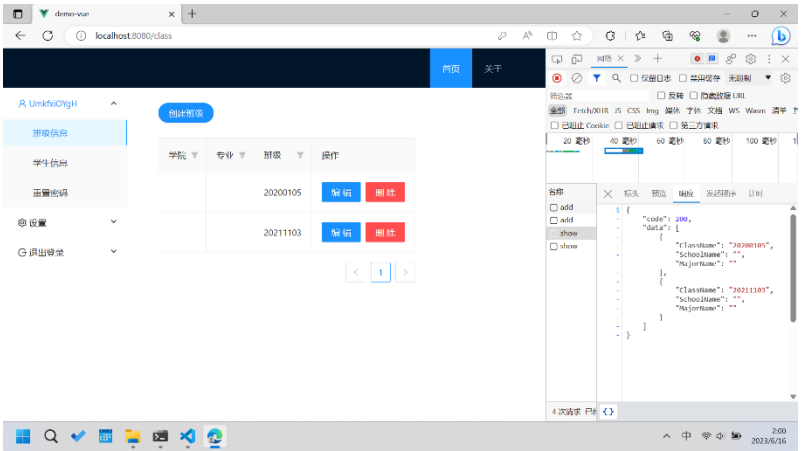 demo-vue
localhost:8080/class
首页
关于
UmkfxiOYgH
班级信息
学生信息
重置密码
设置
退出登录
创建班级
学院 专业 班级 操作
20200105 编辑 删除
20211103 编辑 删除
1
网络
保留日志 禁用缓存 无限制
筛选器 反转 隐藏数据 URL
全部 Fetch/XHR JS CSS Img 媒体 字体 文档 WS Wasm 清单
已阻止 Cookie 已阻止请求 第三方请求
20 毫秒 40 毫秒 60 毫秒 80 毫秒 100 毫秒
名称
add
add
show
show
标头 预览 响应 发起程序 计时
1 {
- "code": 200,
- "data": [
- {
"ClassName": "20200105",
"SchoolName": "",
"MajorName": ""
- },
- {
"ClassName": "20211103",
"SchoolName": "",
"MajorName": ""
}
- ]
- }
4 次请求
{}
中
2:00
2023/6/16